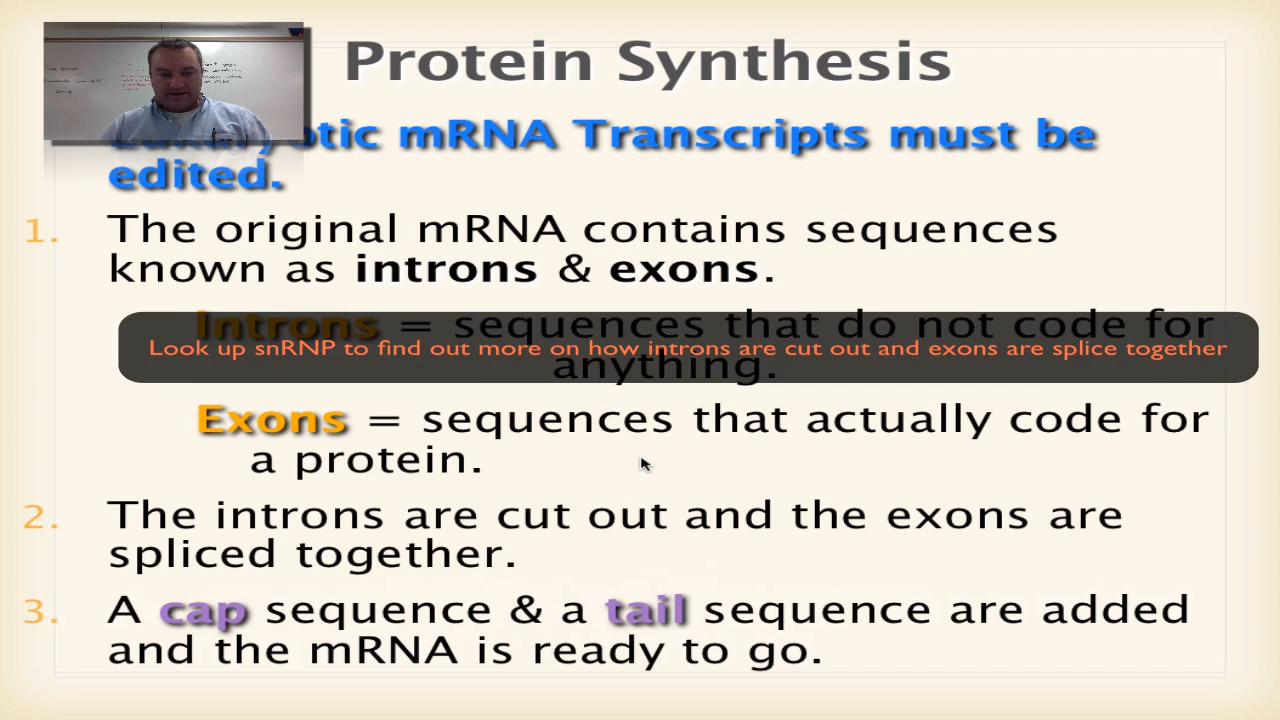 Protein Synthesis
mRNA Transcripts must be
edited.
1. The original mRNA contains sequences
known as introns & exons.
Introns = sequences that do not code for
Look up snRNP to find out more on how introns are cut out and exons are splice together
anything.
Exons = sequences that actually code for
a protein.
2. The introns are cut out and the exons are
spliced together.
3. A cap sequence & a tail sequence are added
and the mRNA is ready to go.